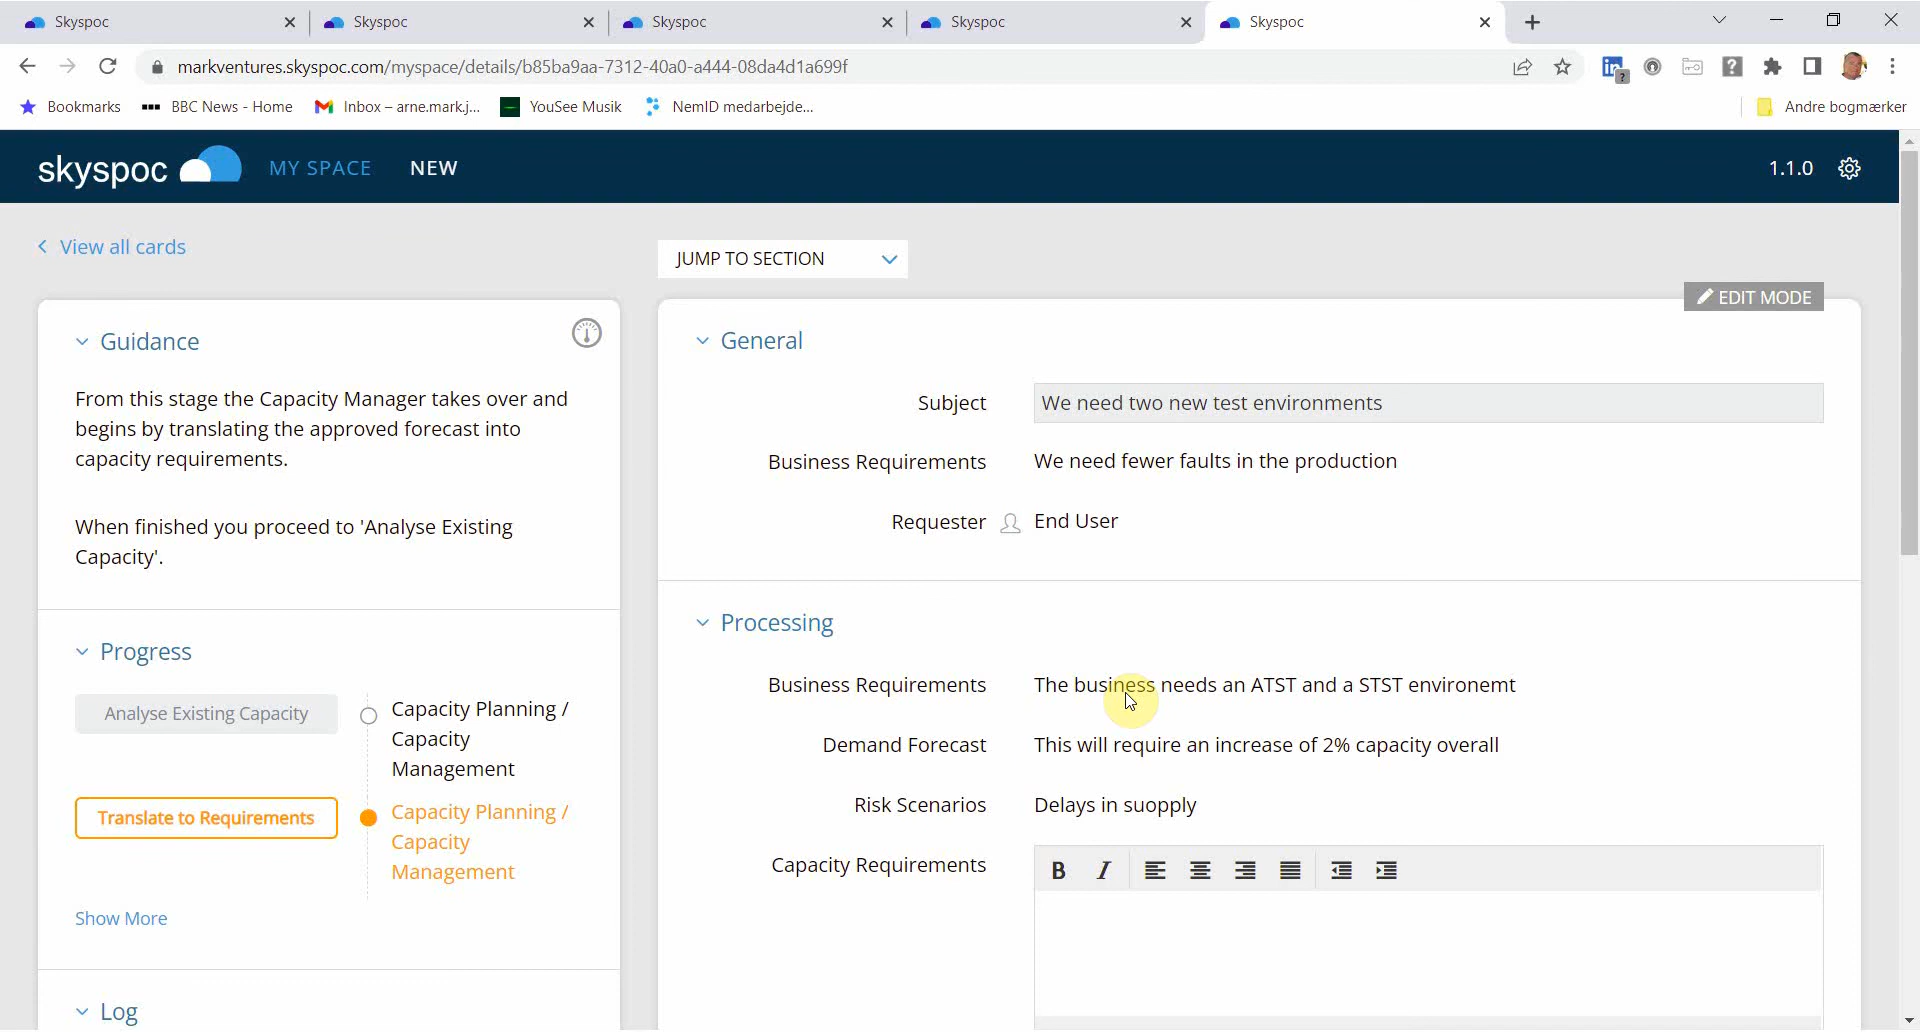 Skyspoc
Skyspoc
Skyspoc
Skyspoc
Skyspoc
markventures.skyspoc.com/myspace/details/b85ba9aa-7312-40a0-a444-08da4d1a699f
Bookmarks
BBC News - Home
Inbox – arne.mark.j...
YouSee Musik
NemID medarbejde...
Andre bogmærker
skyspoc
MY SPACE
NEW
1.1.0
View all cards
JUMP TO SECTION
EDIT MODE
Guidance
From this stage the Capacity Manager takes over and
begins by translating the approved forecast into
capacity requirements.
When finished you proceed to 'Analyse Existing
Capacity'.
Progress
Analyse Existing Capacity
Capacity Planning /
Capacity
Management
Translate to Requirements
Capacity Planning /
Capacity
Management
Show More
Log
General
Subject
We need two new test environments
Business Requirements
We need fewer faults in the production
Requester
End User
Processing
Business Requirements
The business needs an ATST and a STST environemt
Demand Forecast
This will require an increase of 2% capacity overall
Risk Scenarios
Delays in suopply
Capacity Requirements
B
I